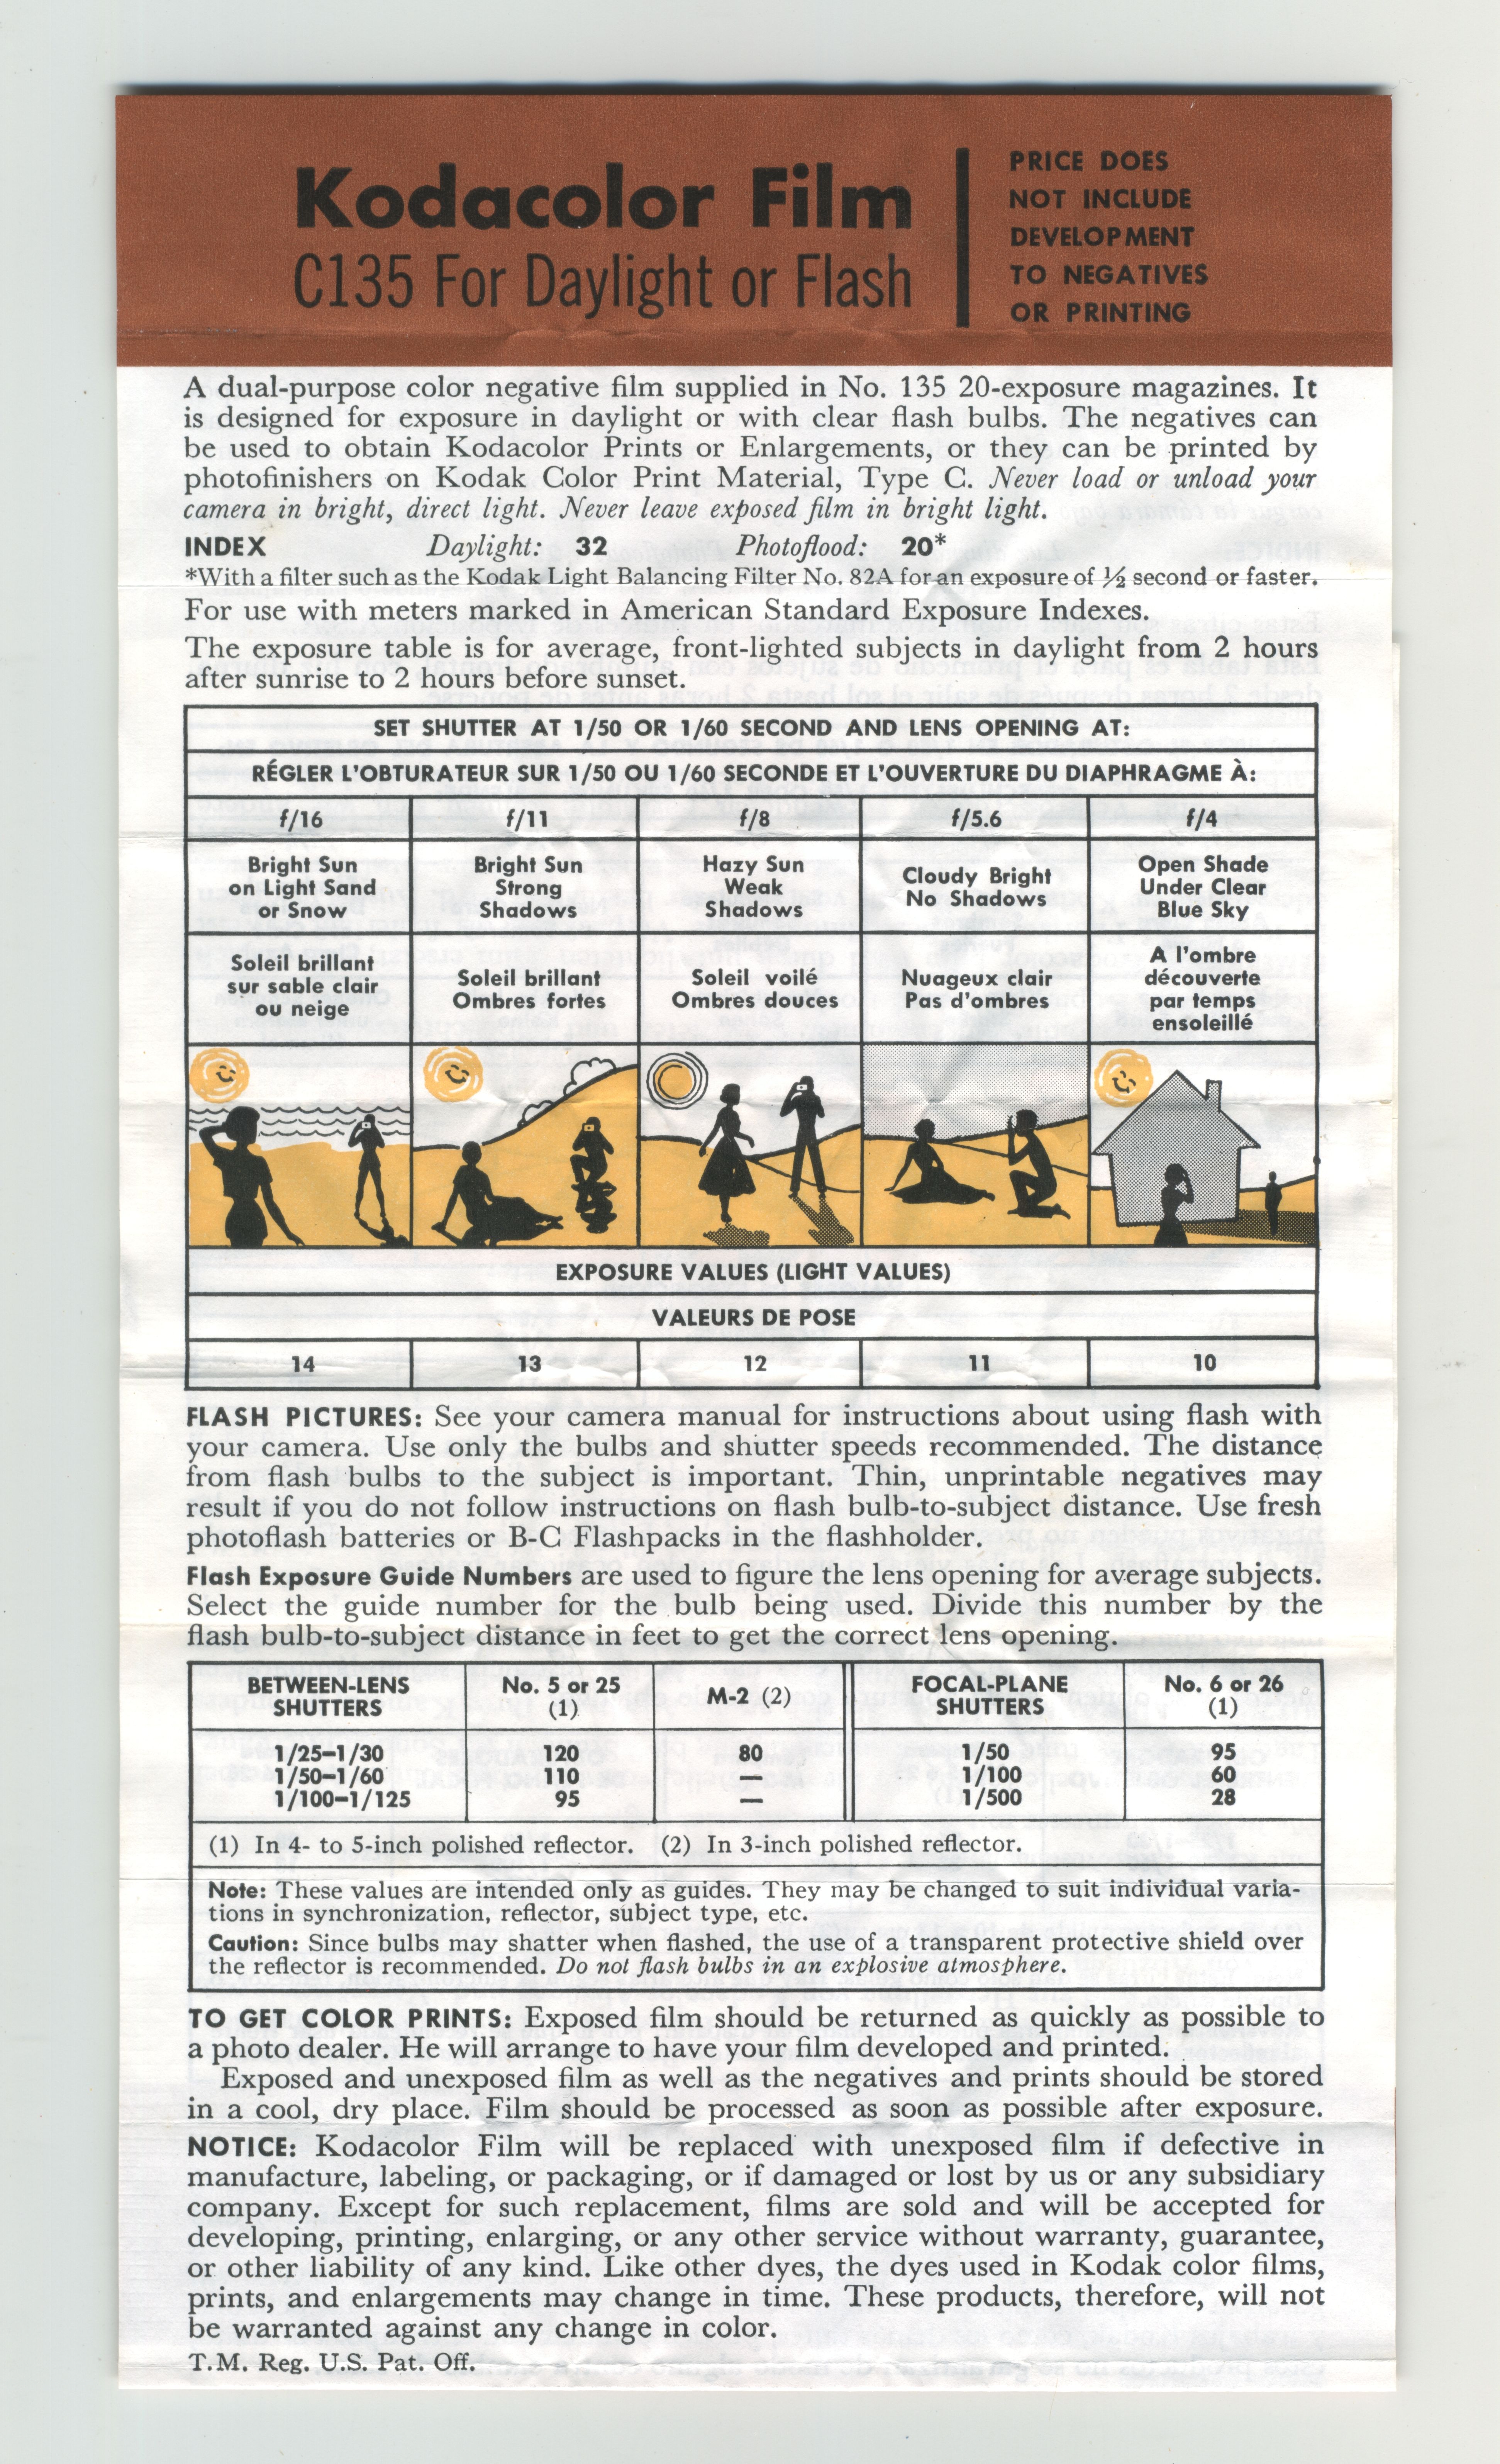 Kodacolor Film
C135 For Daylight or Flash
PRICE DOES
NOT INCLUDE
DEVELOPMENT
TO NEGATIVES
OR PRINTING
A dual-purpose color negative film supplied in No. 135 20-exposure magazines. It
is designed for exposure in daylight or with clear flash bulbs. The negatives can
be used to obtain Kodacolor Prints or Enlargements, or they can be printed by
photofinishers on Kodak Color Print Material, Type C. Never load or unload your
camera in bright, direct light. Never leave exposed film in bright light.
INDEX Daylight: 32 Photoflood: 20*
*With a filter such as the Kodak Light Balancing Filter No. 82A for an exposure of ½ second or faster.
For use with meters marked in American Standard Exposure Indexes.
The exposure table is for average, front-lighted subjects in daylight from 2 hours
after sunrise to 2 hours before sunset.
SET SHUTTER AT 1/50 OR 1/60 SECOND AND LENS OPENING AT:
RÉGLER L'OBTURATEUR SUR 1/50 OU 1/60 SECONDE ET L'OUVERTURE DU DIAPHRAGME À:
f/16 f/11 f/8 f/5.6 f/4
Bright Sun
on Light Sand
or Snow
Bright Sun
Strong
Shadows
Hazy Sun
Weak
Shadows
Cloudy Bright
No Shadows
Open Shade
Under Clear
Blue Sky
Soleil brillant
sur sable clair
ou neige
Soleil brillant
Ombres fortes
Soleil voilé
Ombres douces
Nuageux clair
Pas d'ombres
A l'ombre
découverte
par temps
ensoleillé
EXPOSURE VALUES (LIGHT VALUES)
VALEURS DE POSE
14 13 12 11 10
FLASH PICTURES: See your camera manual for instructions about using flash with
your camera. Use only the bulbs and shutter speeds recommended. The distance
from flash bulbs to the subject is important. Thin, unprintable negatives may
result if you do not follow instructions on flash bulb-to-subject distance. Use fresh
photoflash batteries or B-C Flashpacks in the flashholder.
Flash Exposure Guide Numbers are used to figure the lens opening for average subjects.
Select the guide number for the bulb being used. Divide this number by the
flash bulb-to-subject distance in feet to get the correct lens opening.
BETWEEN-LENS
SHUTTERS
No. 5 or 25
(1)
M-2 (2)
FOCAL-PLANE
SHUTTERS
No. 6 or 26
(1)
1/25–1/30 120 80 1/50 95
1/50–1/60 110 — 1/100 60
1/100–1/125 95 — 1/500 28
(1) In 4- to 5-inch polished reflector. (2) In 3-inch polished reflector.
Note: These values are intended only as guides. They may be changed to suit individual varia-
tions in synchronization, reflector, subject type, etc.
Caution: Since bulbs may shatter when flashed, the use of a transparent protective shield over
the reflector is recommended. Do not flash bulbs in an explosive atmosphere.
TO GET COLOR PRINTS: Exposed film should be returned as quickly as possible to
a photo dealer. He will arrange to have your film developed and printed.
Exposed and unexposed film as well as the negatives and prints should be stored
in a cool, dry place. Film should be processed as soon as possible after exposure.
NOTICE: Kodacolor Film will be replaced with unexposed film if defective in
manufacture, labeling, or packaging, or if damaged or lost by us or any subsidiary
company. Except for such replacement, films are sold and will be accepted for
developing, printing, enlarging, or any other service without warranty, guarantee,
or other liability of any kind. Like other dyes, the dyes used in Kodak color films,
prints, and enlargements may change in time. These products, therefore, will not
be warranted against any change in color.
T.M. Reg. U.S. Pat. Off.